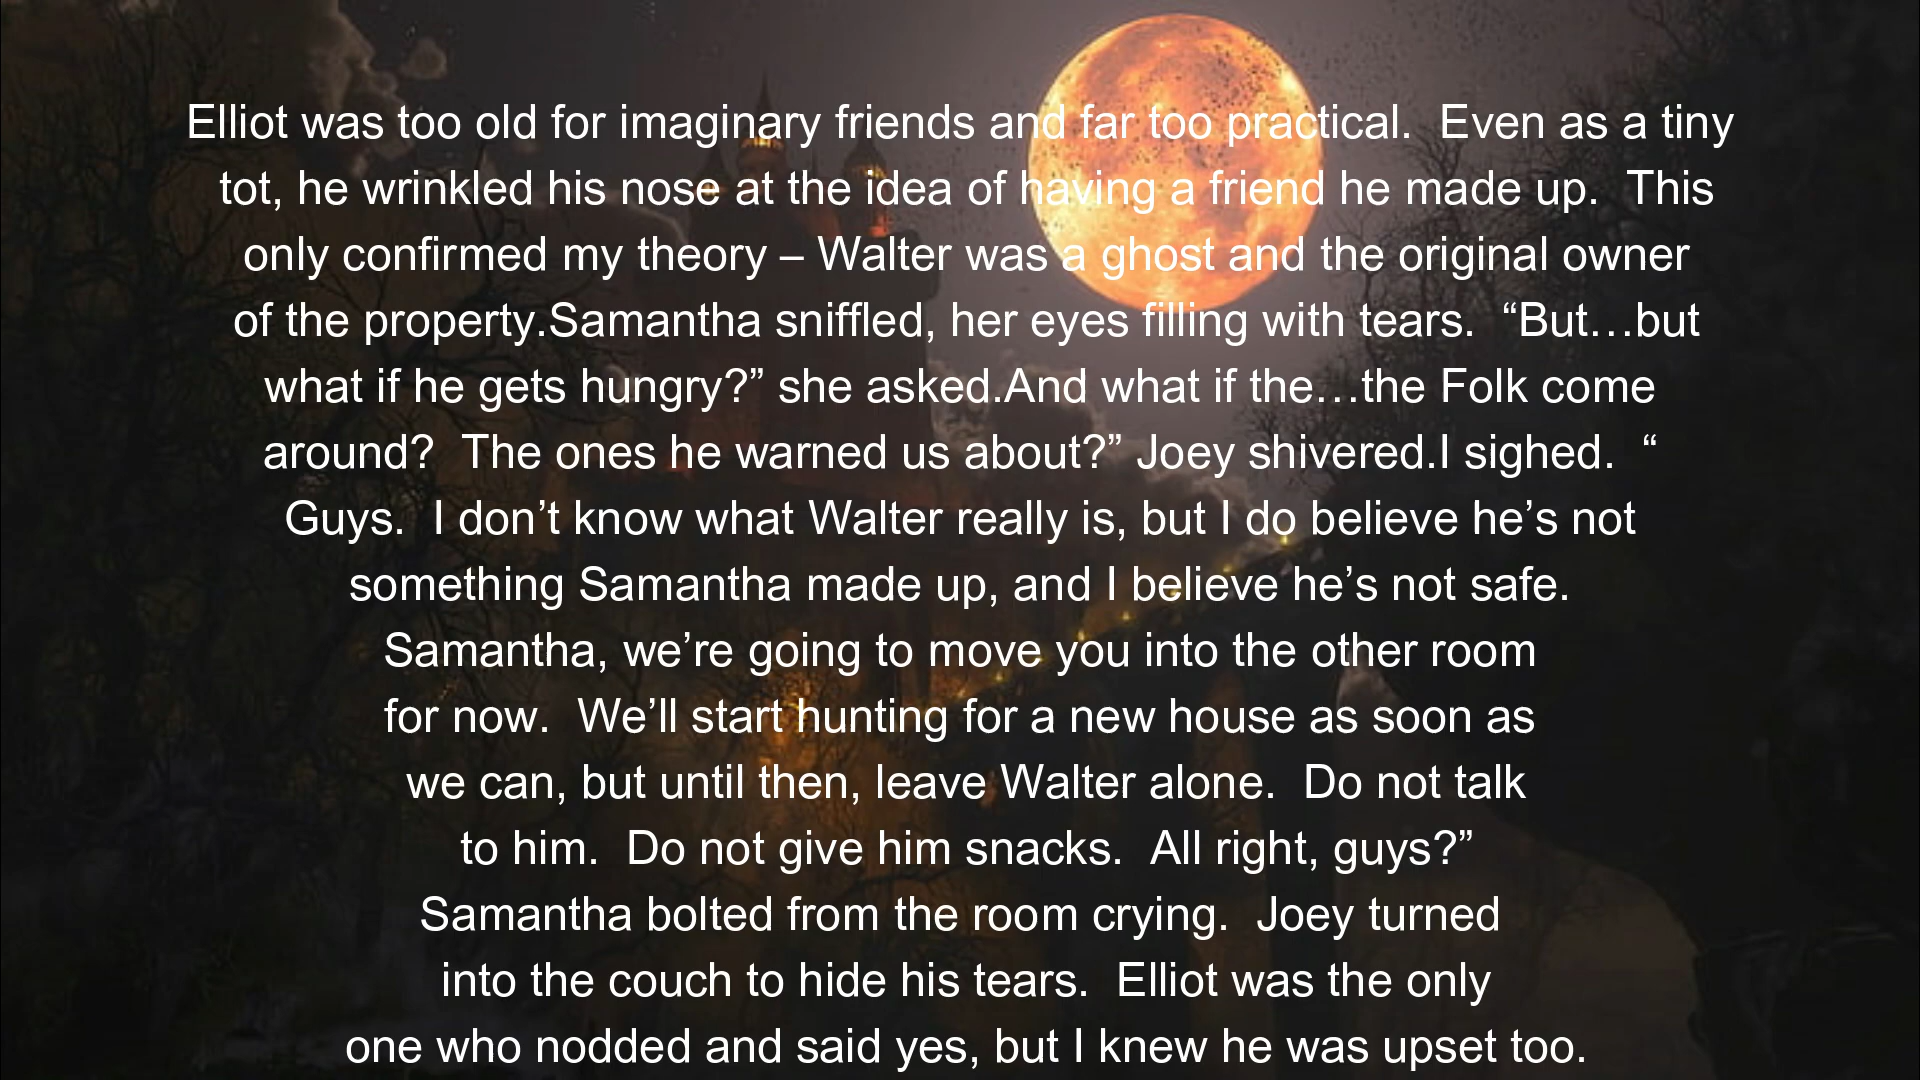 Elliot was too old for imaginary friends and far too practical.  Even as a tiny
tot, he wrinkled his nose at the idea of having a friend he made up.  This
only confirmed my theory – Walter was a ghost and the original owner
of the property.Samantha sniffled, her eyes filling with tears.  “But…but
what if he gets hungry?” she asked.And what if the…the Folk come
around?  The ones he warned us about?” Joey shivered.I sighed.  “
Guys.  I don’t know what Walter really is, but I do believe he’s not
something Samantha made up, and I believe he’s not safe.
Samantha, we’re going to move you into the other room
for now.  We’ll start hunting for a new house as soon as
we can, but until then, leave Walter alone.  Do not talk
to him.  Do not give him snacks.  All right, guys?”
Samantha bolted from the room crying.  Joey turned
into the couch to hide his tears.  Elliot was the only
one who nodded and said yes, but I knew he was upset too.